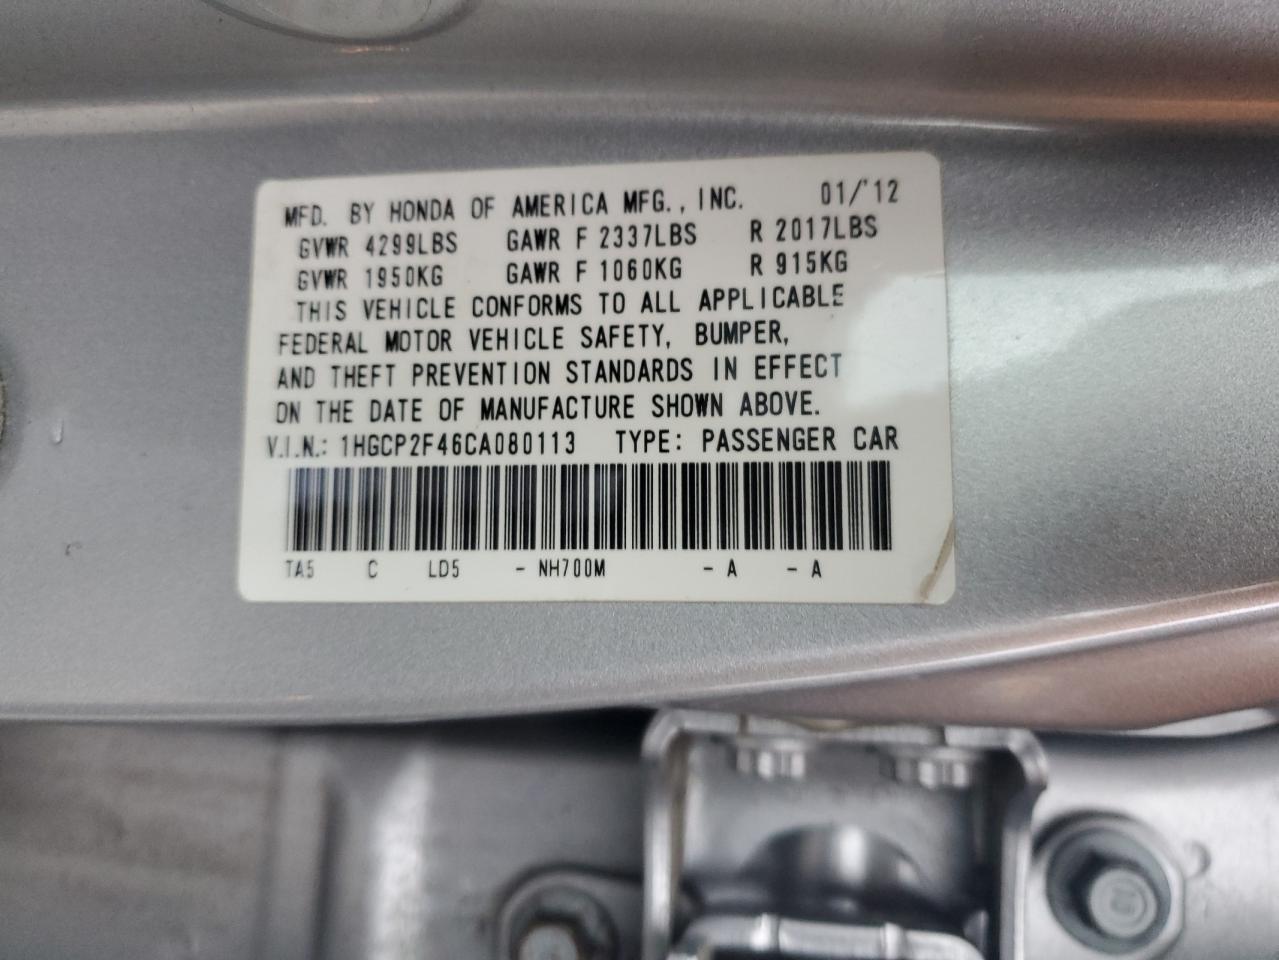 MFD. BY HONDA OF AMERICA MFG., INC. 01/'12
GVWR 4299LBS GAWR F 2337LBS R 2017LBS
GVWR 1950KG GAWR F 1060KG R 915KG
THIS VEHICLE CONFORMS TO ALL APPLICABLE
FEDERAL MOTOR VEHICLE SAFETY, BUMPER,
AND THEFT PREVENTION STANDARDS IN EFFECT
ON THE DATE OF MANUFACTURE SHOWN ABOVE.
V.I.N.: 1HGCP2F46CA080113 TYPE: PASSENGER CAR
TA5 C LD5 - NH700M - A - A